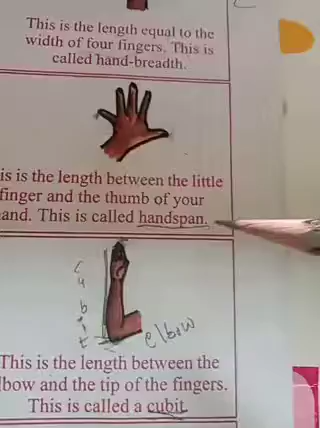 This is the length equal to the
width of four fingers. This is
called hand-breadth.
is is the length between the little
finger and the thumb of your
and. This is called handspan.
cubit
elbow
This is the length between the
lbow and the tip of the fingers.
This is called a cubit